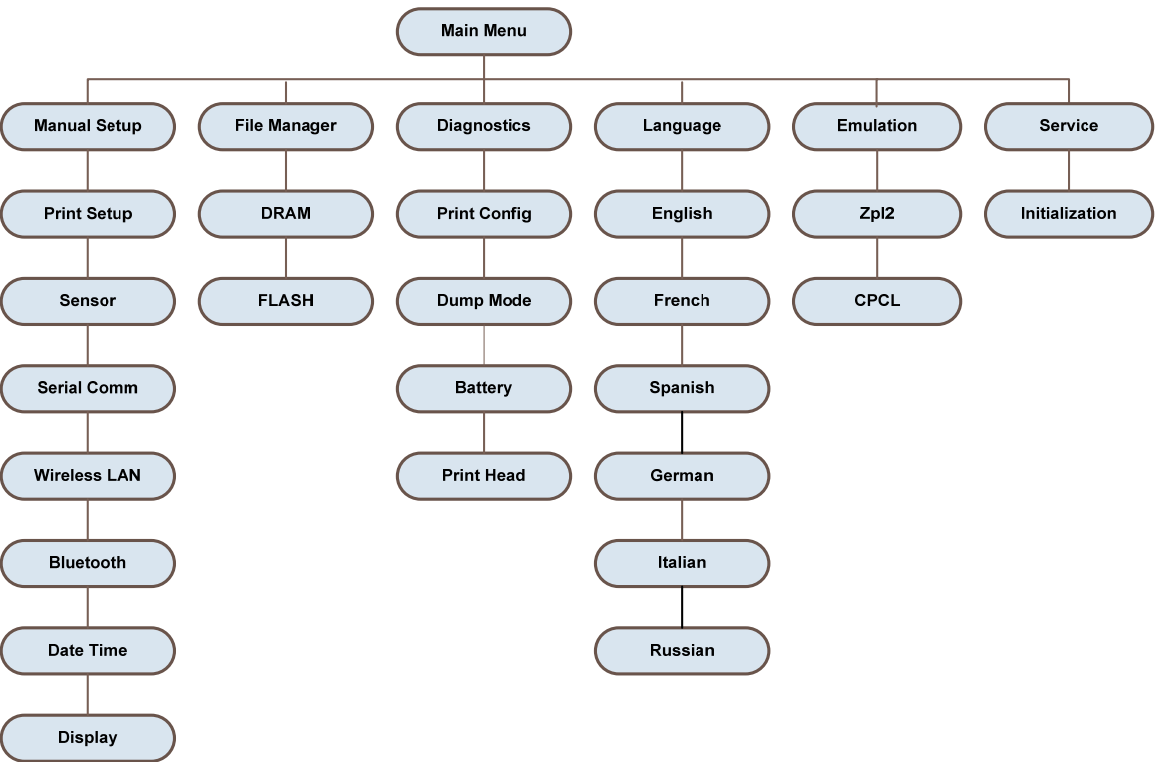 Main Menu
Manual Setup
File Manager
Diagnostics
Language
Emulation
Service
Print Setup
DRAM
Print Config
English
Zpl2
Initialization
Sensor
FLASH
Dump Mode
French
CPCL
Serial Comm
Battery
Spanish
Wireless LAN
Print Head
German
Bluetooth
Italian
Date Time
Russian
Display